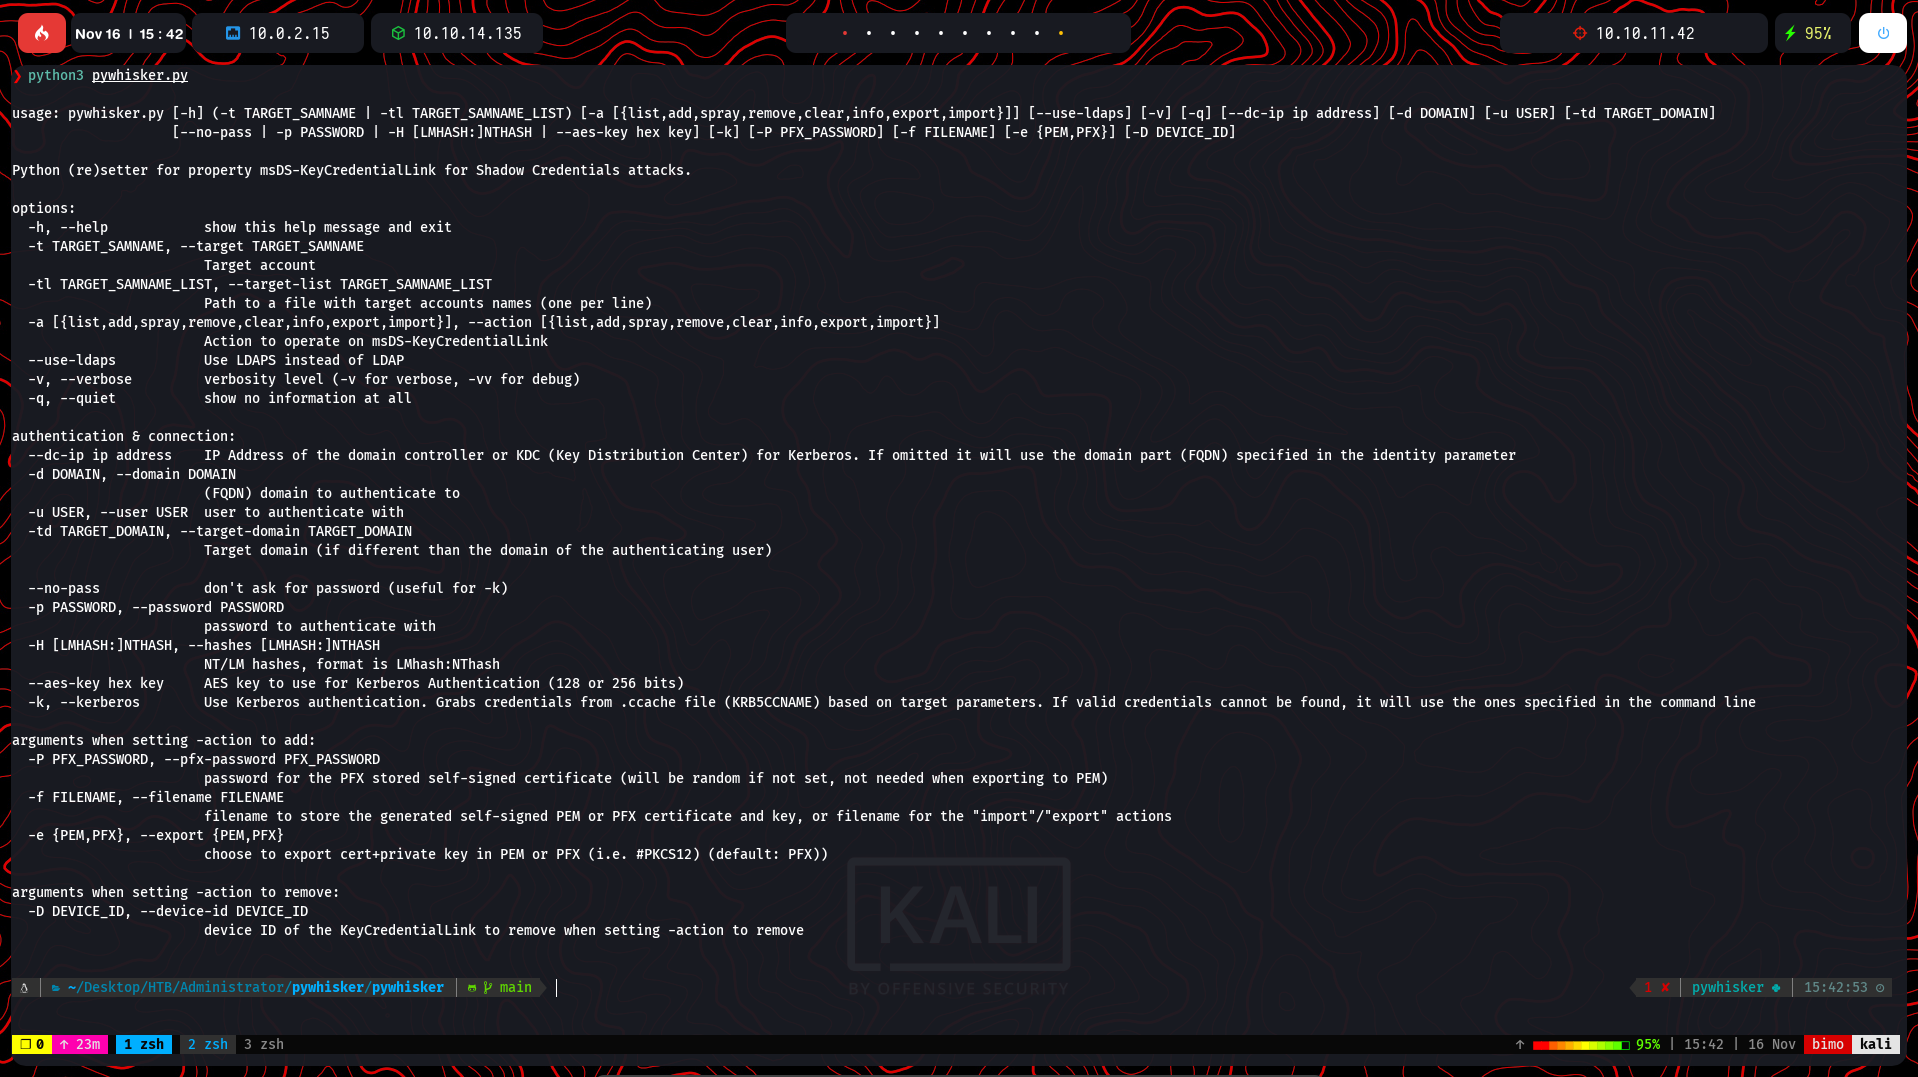 Nov 16 | 15 : 42 10.0.2.15 10.10.14.135 10.10.11.42 95%
❯ python3 pywhisker.py
usage: pywhisker.py [-h] (-t TARGET_SAMNAME | -tl TARGET_SAMNAME_LIST) [-a [{list,add,spray,remove,clear,info,export,import}]] [--use-ldaps] [-v] [-q] [--dc-ip ip address] [-d DOMAIN] [-u USER] [-td TARGET_DOMAIN]
[--no-pass | -p PASSWORD | -H [LMHASH:]NTHASH | --aes-key hex key] [-k] [-P PFX_PASSWORD] [-f FILENAME] [-e {PEM,PFX}] [-D DEVICE_ID]
Python (re)setter for property msDS-KeyCredentialLink for Shadow Credentials attacks.
options:
-h, --help show this help message and exit
-t TARGET_SAMNAME, --target TARGET_SAMNAME
Target account
-tl TARGET_SAMNAME_LIST, --target-list TARGET_SAMNAME_LIST
Path to a file with target accounts names (one per line)
-a [{list,add,spray,remove,clear,info,export,import}], --action [{list,add,spray,remove,clear,info,export,import}]
Action to operate on msDS-KeyCredentialLink
--use-ldaps Use LDAPS instead of LDAP
-v, --verbose verbosity level (-v for verbose, -vv for debug)
-q, --quiet show no information at all
authentication & connection:
--dc-ip ip address IP Address of the domain controller or KDC (Key Distribution Center) for Kerberos. If omitted it will use the domain part (FQDN) specified in the identity parameter
-d DOMAIN, --domain DOMAIN
(FQDN) domain to authenticate to
-u USER, --user USER user to authenticate with
-td TARGET_DOMAIN, --target-domain TARGET_DOMAIN
Target domain (if different than the domain of the authenticating user)
--no-pass don't ask for password (useful for -k)
-p PASSWORD, --password PASSWORD
password to authenticate with
-H [LMHASH:]NTHASH, --hashes [LMHASH:]NTHASH
NT/LM hashes, format is LMhash:NThash
--aes-key hex key AES key to use for Kerberos Authentication (128 or 256 bits)
-k, --kerberos Use Kerberos authentication. Grabs credentials from .ccache file (KRB5CCNAME) based on target parameters. If valid credentials cannot be found, it will use the ones specified in the command line
arguments when setting -action to add:
-P PFX_PASSWORD, --pfx-password PFX_PASSWORD
password for the PFX stored self-signed certificate (will be random if not set, not needed when exporting to PEM)
-f FILENAME, --filename FILENAME
filename to store the generated self-signed PEM or PFX certificate and key, or filename for the "import"/"export" actions
-e {PEM,PFX}, --export {PEM,PFX}
choose to export cert+private key in PEM or PFX (i.e. #PKCS12) (default: PFX))
arguments when setting -action to remove:
-D DEVICE_ID, --device-id DEVICE_ID
device ID of the KeyCredentialLink to remove when setting -action to remove
KALI
BY OFFENSIVE SECURITY
~/Desktop/HTB/Administrator/pywhisker/pywhisker main 1 ✘ pywhisker 15:42:53
❐ 0 ↑ 23m 1 zsh 2 zsh 3 zsh ↑ 95% | 15:42 | 16 Nov bimo kali